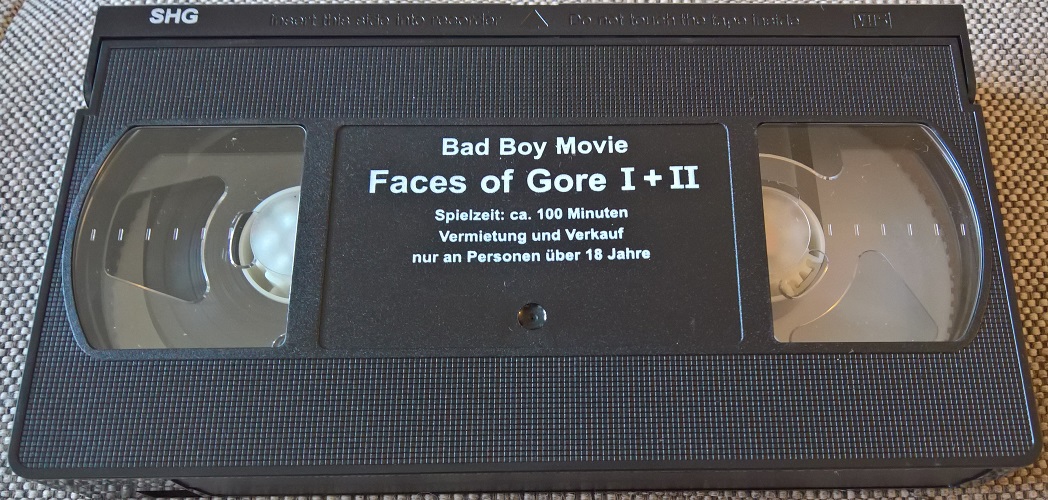 SHG
Insert this side into recorder
Do not touch the tape inside
VHS
Bad Boy Movie
Faces of Gore I + II
Spielzeit: ca. 100 Minuten
Vermietung und Verkauf
nur an Personen über 18 Jahre